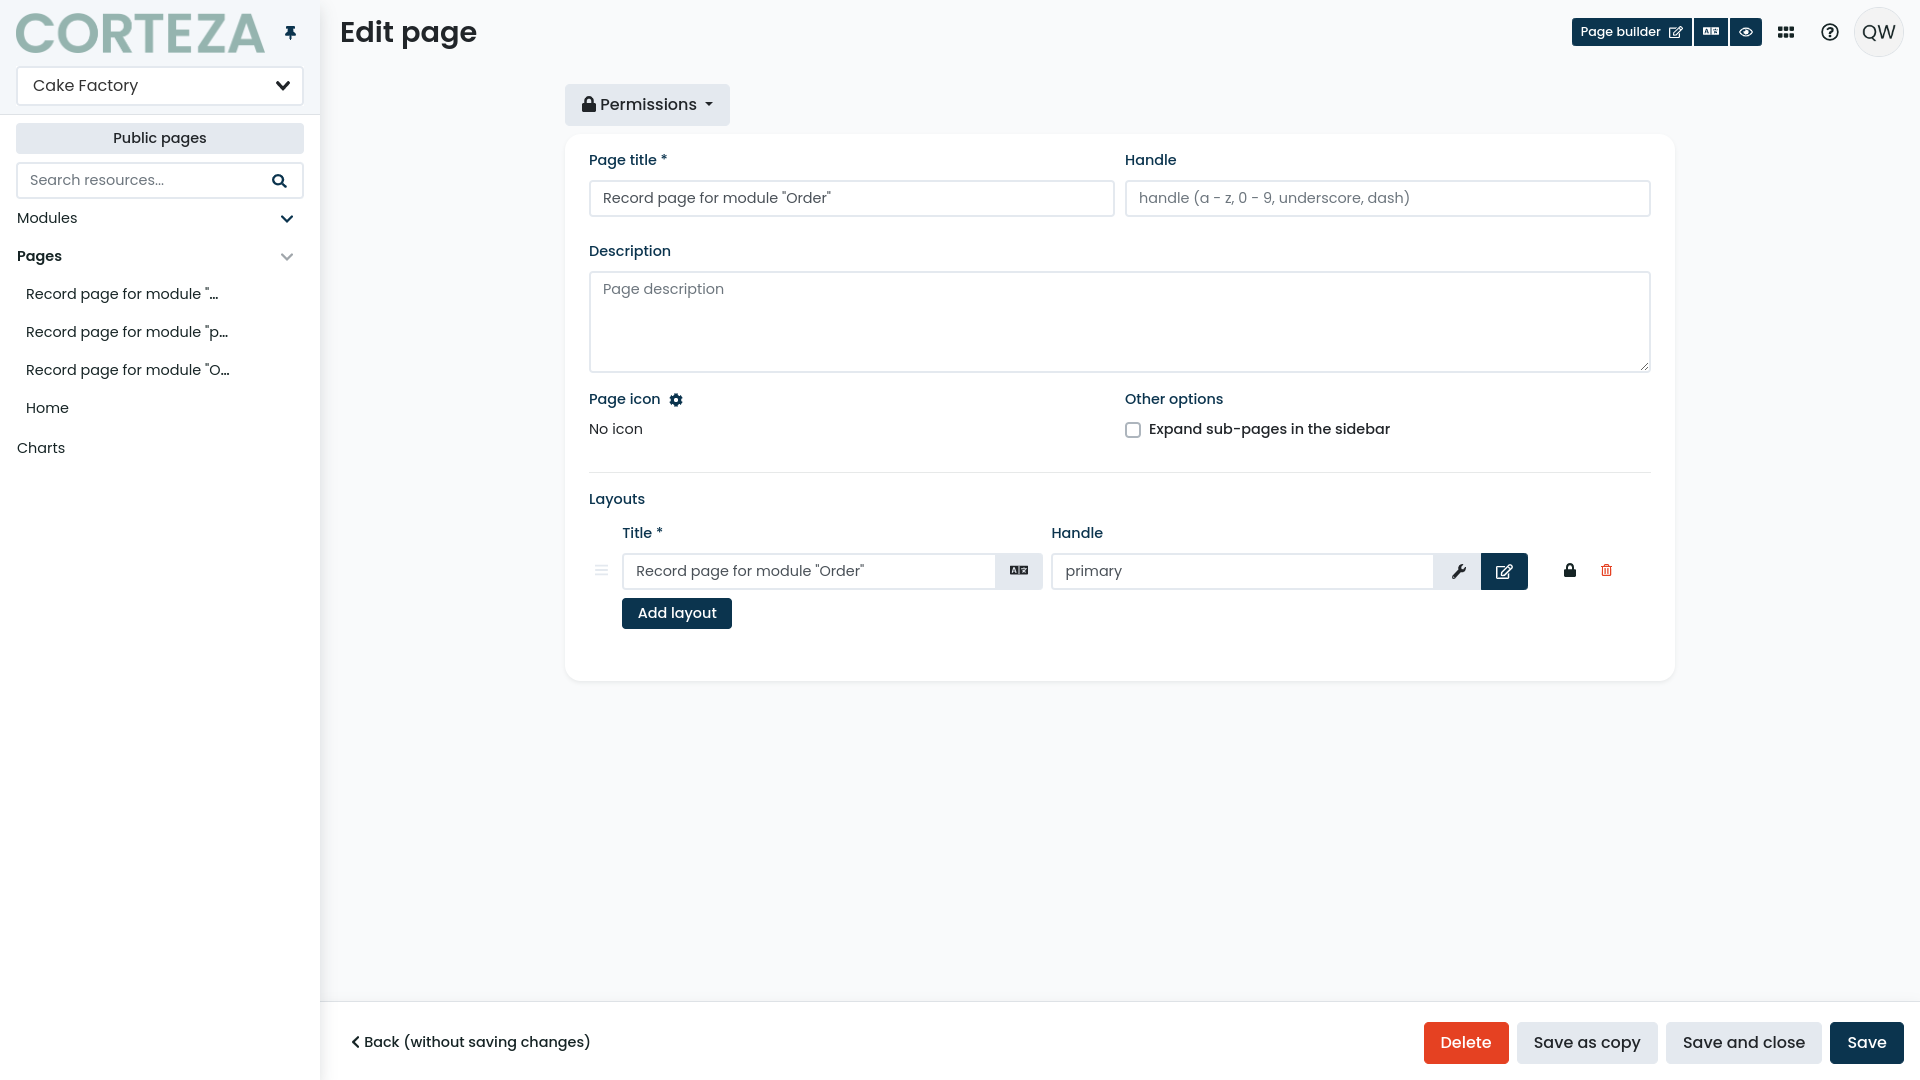 CORTEZA
Edit page
Page builder
QW
Cake Factory
Public pages
Search resources...
Modules
Pages
Record page for module "...
Record page for module "p...
Record page for module "O...
Home
Charts
Permissions
Page title *
Handle
Record page for module "Order"
handle (a - z, 0 - 9, underscore, dash)
Description
Page description
Page icon
Other options
No icon
Expand sub-pages in the sidebar
Layouts
Title *
Handle
Record page for module "Order"
primary
Add layout
Back (without saving changes)
Delete
Save as copy
Save and close
Save